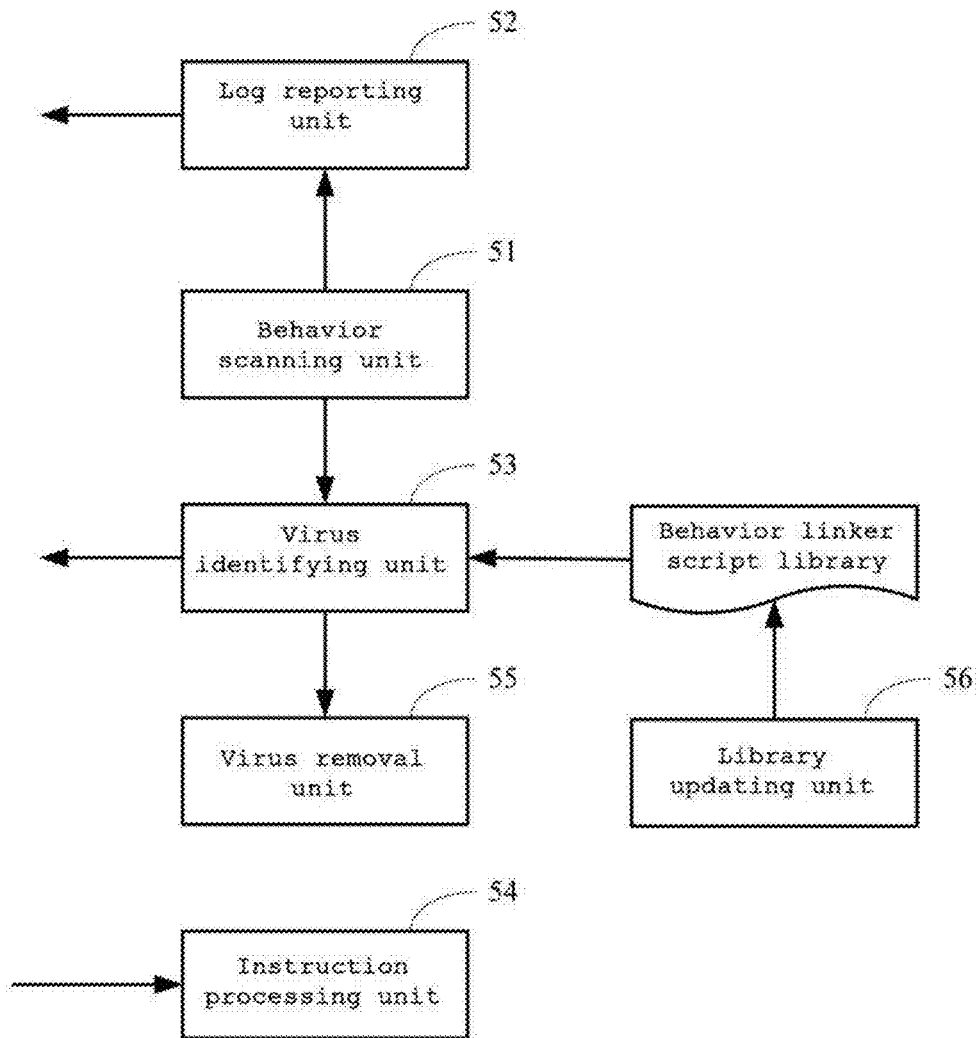 52
Log reporting
unit
51
Behavior
scanning unit
53
Virus
identifying unit
Behavior linker
script library
55
Virus removal
unit
56
Library
updating unit
54
Instruction
processing unit